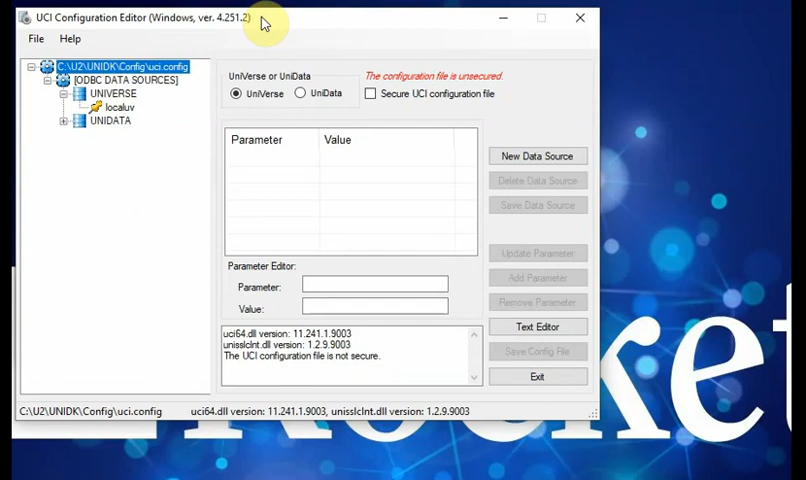 UCI Configuration Editor (Windows, ver. 4.251.2)
File Help
C:\U2\UNIDK\Config\uci.config
[ODBC DATA SOURCES]
UNIVERSE
localuv
UNIDATA
UniVerse or UniData
UniVerse UniData
The configuration file is unsecured.
Secure UCI configuration file
Parameter Value
New Data Source
Delete Data Source
Save Data Source
Update Parameter
Add Parameter
Remove Parameter
Parameter Editor:
Parameter:
Value:
uci64.dll version: 11.241.1.9003
unisslclnt.dll version: 1.2.9.9003
The UCI configuration file is not secure.
Text Editor
Save Config File
Exit
C:\U2\UNIDK\Config\uci.config uci64.dll version: 11.241.1.9003, unisslclnt.dll version: 1.2.9.9003
Rocket